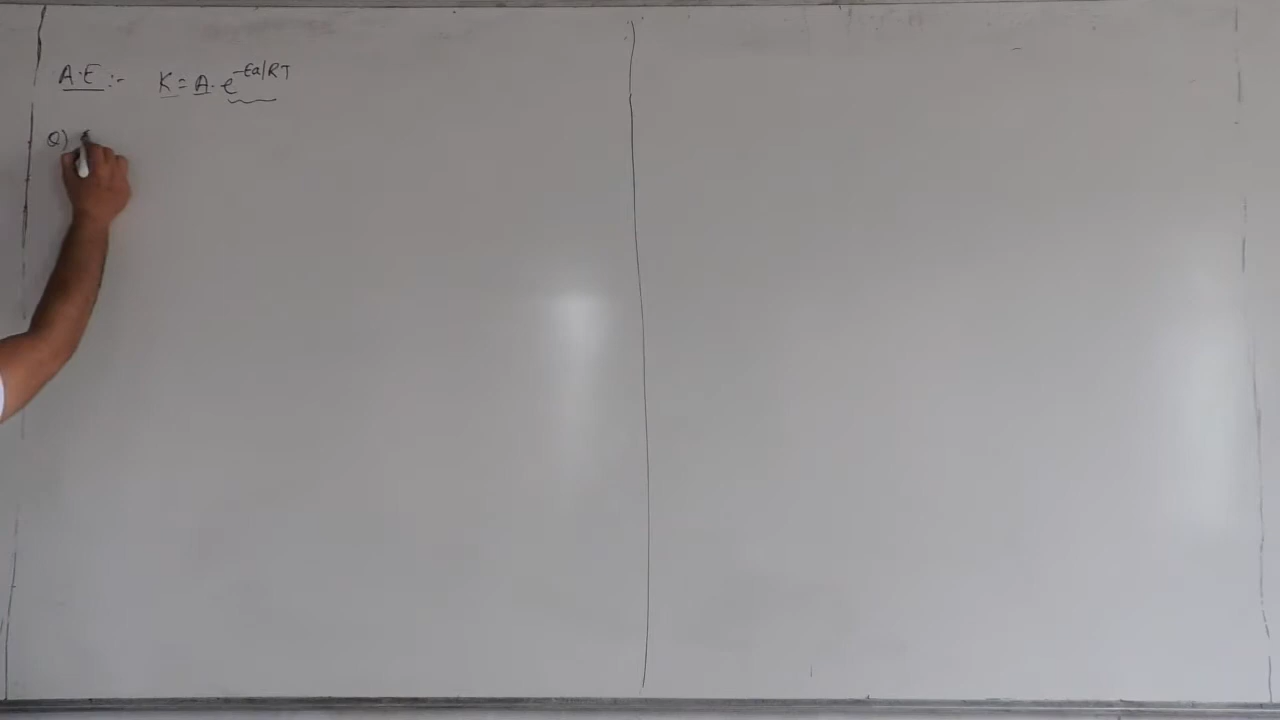 A.E :- K = A. e^-Ea/RT
Q)